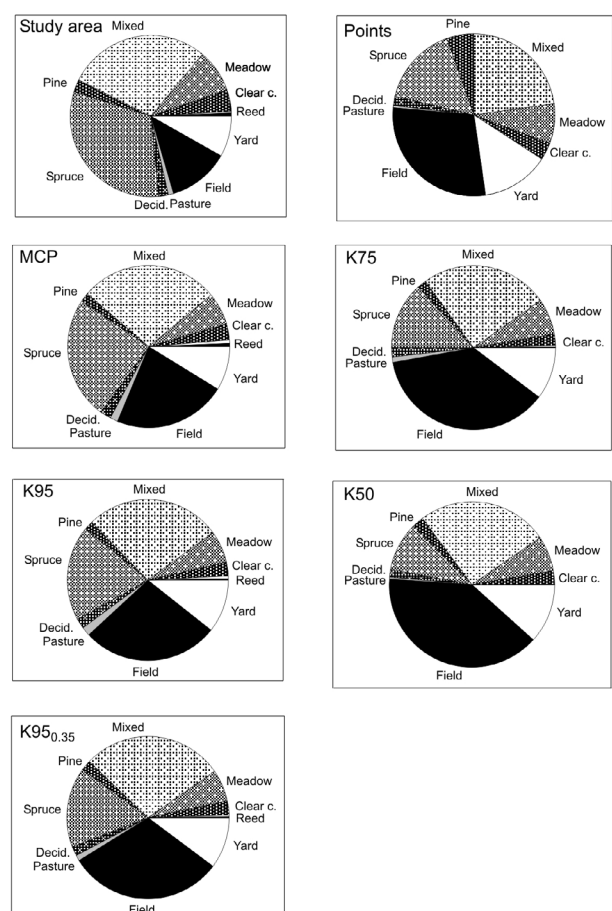 Study area
Mixed
Meadow
Clear c.
Reed
Yard
Field
Pasture
Decid.
Spruce
Pine
Points
Pine
Mixed
Meadow
Clear c.
Yard
Field
Pasture
Decid.
Spruce
MCP
Mixed
Meadow
Clear c.
Reed
Yard
Field
Pasture
Decid.
Spruce
Pine
K75
Mixed
Meadow
Clear c.
Yard
Field
Pasture
Decid.
Spruce
Pine
K95
Mixed
Meadow
Clear c.
Reed
Yard
Field
Pasture
Decid.
Spruce
Pine
K50
Mixed
Meadow
Clear c.
Yard
Field
Pasture
Decid.
Spruce
Pine
K950.35
Mixed
Meadow
Clear c.
Reed
Yard
Field
Pasture
Decid.
Spruce
Pine